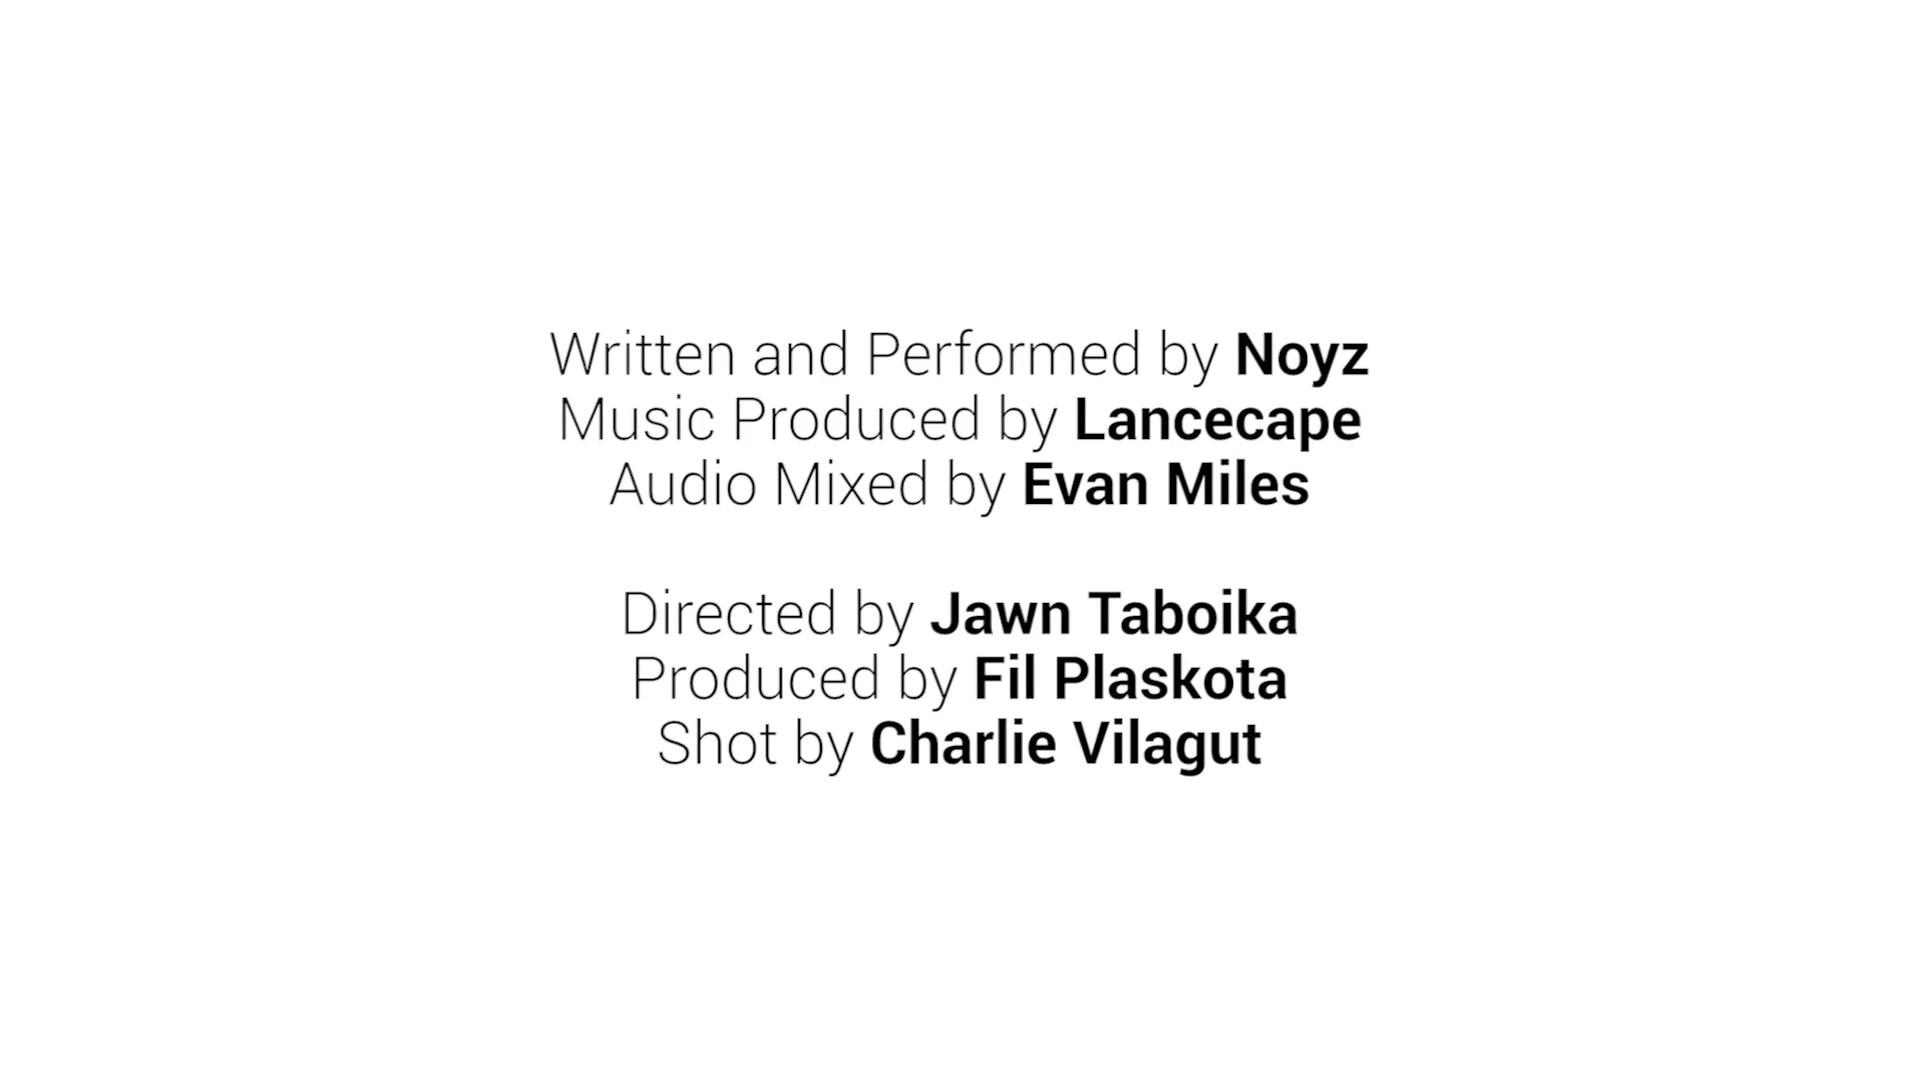 Written and Performed by Noyz
Music Produced by Lancecape
Audio Mixed by Evan Miles
Directed by Jawn Taboika
Produced by Fil Plaskota
Shot by Charlie Vilagut